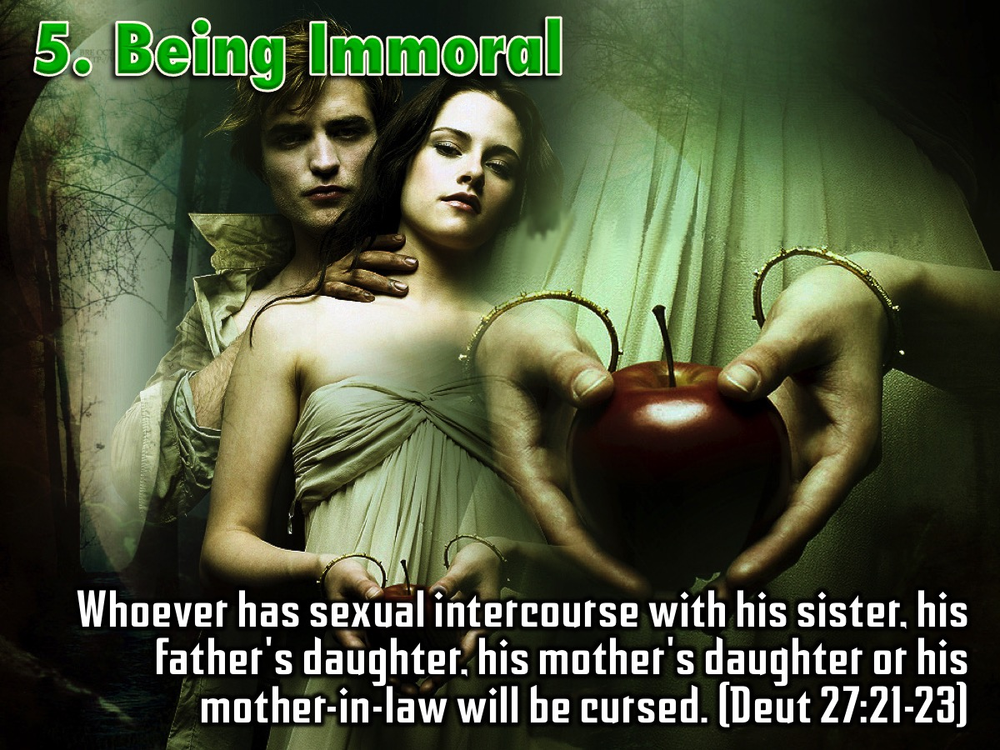 5. Being Immoral
Whoever has sexual intercourse with his sister, his
father's daughter, his mother's daughter or his
mother-in-law will be cursed. (Deut 27:21-23)